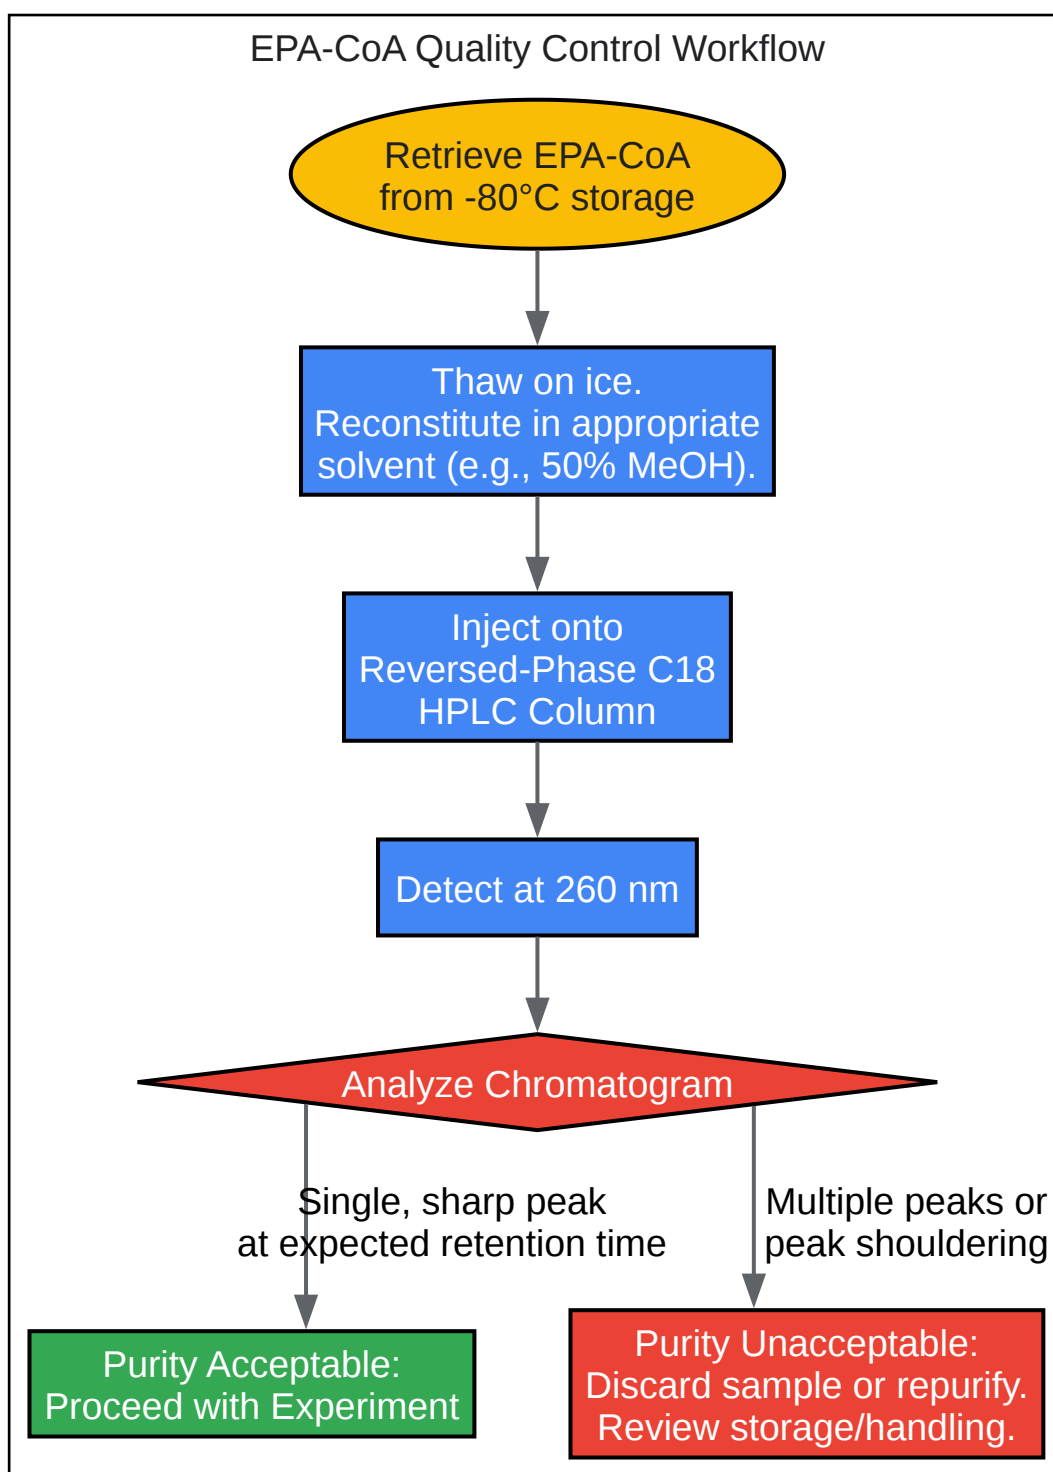 EPA-CoA Quality Control Workflow
Retrieve EPA-CoA
from -80°C storage
Thaw on ice.
Reconstitute in appropriate
solvent (e.g., 50% MeOH).
Inject onto
Reversed-Phase C18
HPLC Column
Detect at 260 nm
Analyze Chromatogram
Single, sharp peak
at expected retention time
Multiple peaks or
peak shouldering
Purity Acceptable:
Proceed with Experiment
Purity Unacceptable:
Discard sample or repurify.
Review storage/handling.